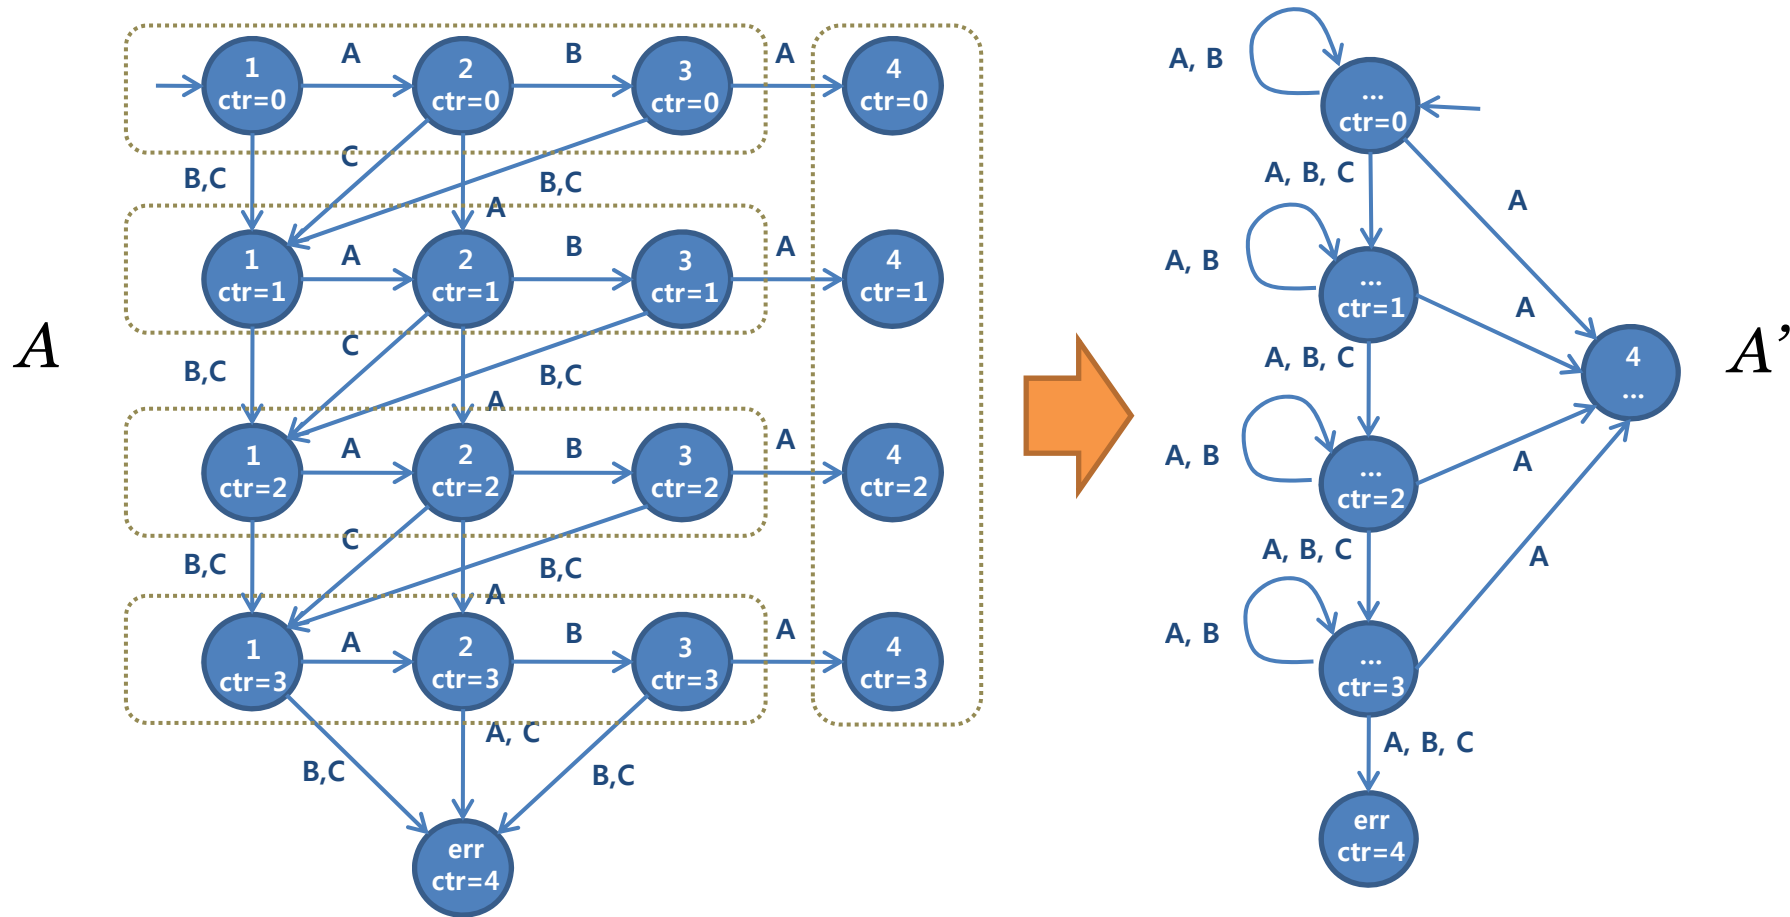 A
B
A
1
ctr=0
2
ctr=0
3
ctr=0
4
ctr=0
B,C
C
B,C
A
A
B
A
1
ctr=1
2
ctr=1
3
ctr=1
4
ctr=1
B,C
C
B,C
A
A
B
A
1
ctr=2
2
ctr=2
3
ctr=2
4
ctr=2
B,C
C
B,C
A
A
B
A
1
ctr=3
2
ctr=3
3
ctr=3
4
ctr=3
B,C
A, C
B,C
err
ctr=4
A
A, B
...
ctr=0
A, B, C
A
A, B
...
ctr=1
A
A, B, C
A, B
...
ctr=2
A
A, B, C
A, B
...
ctr=3
A
A, B, C
err
ctr=4
4
...
A’